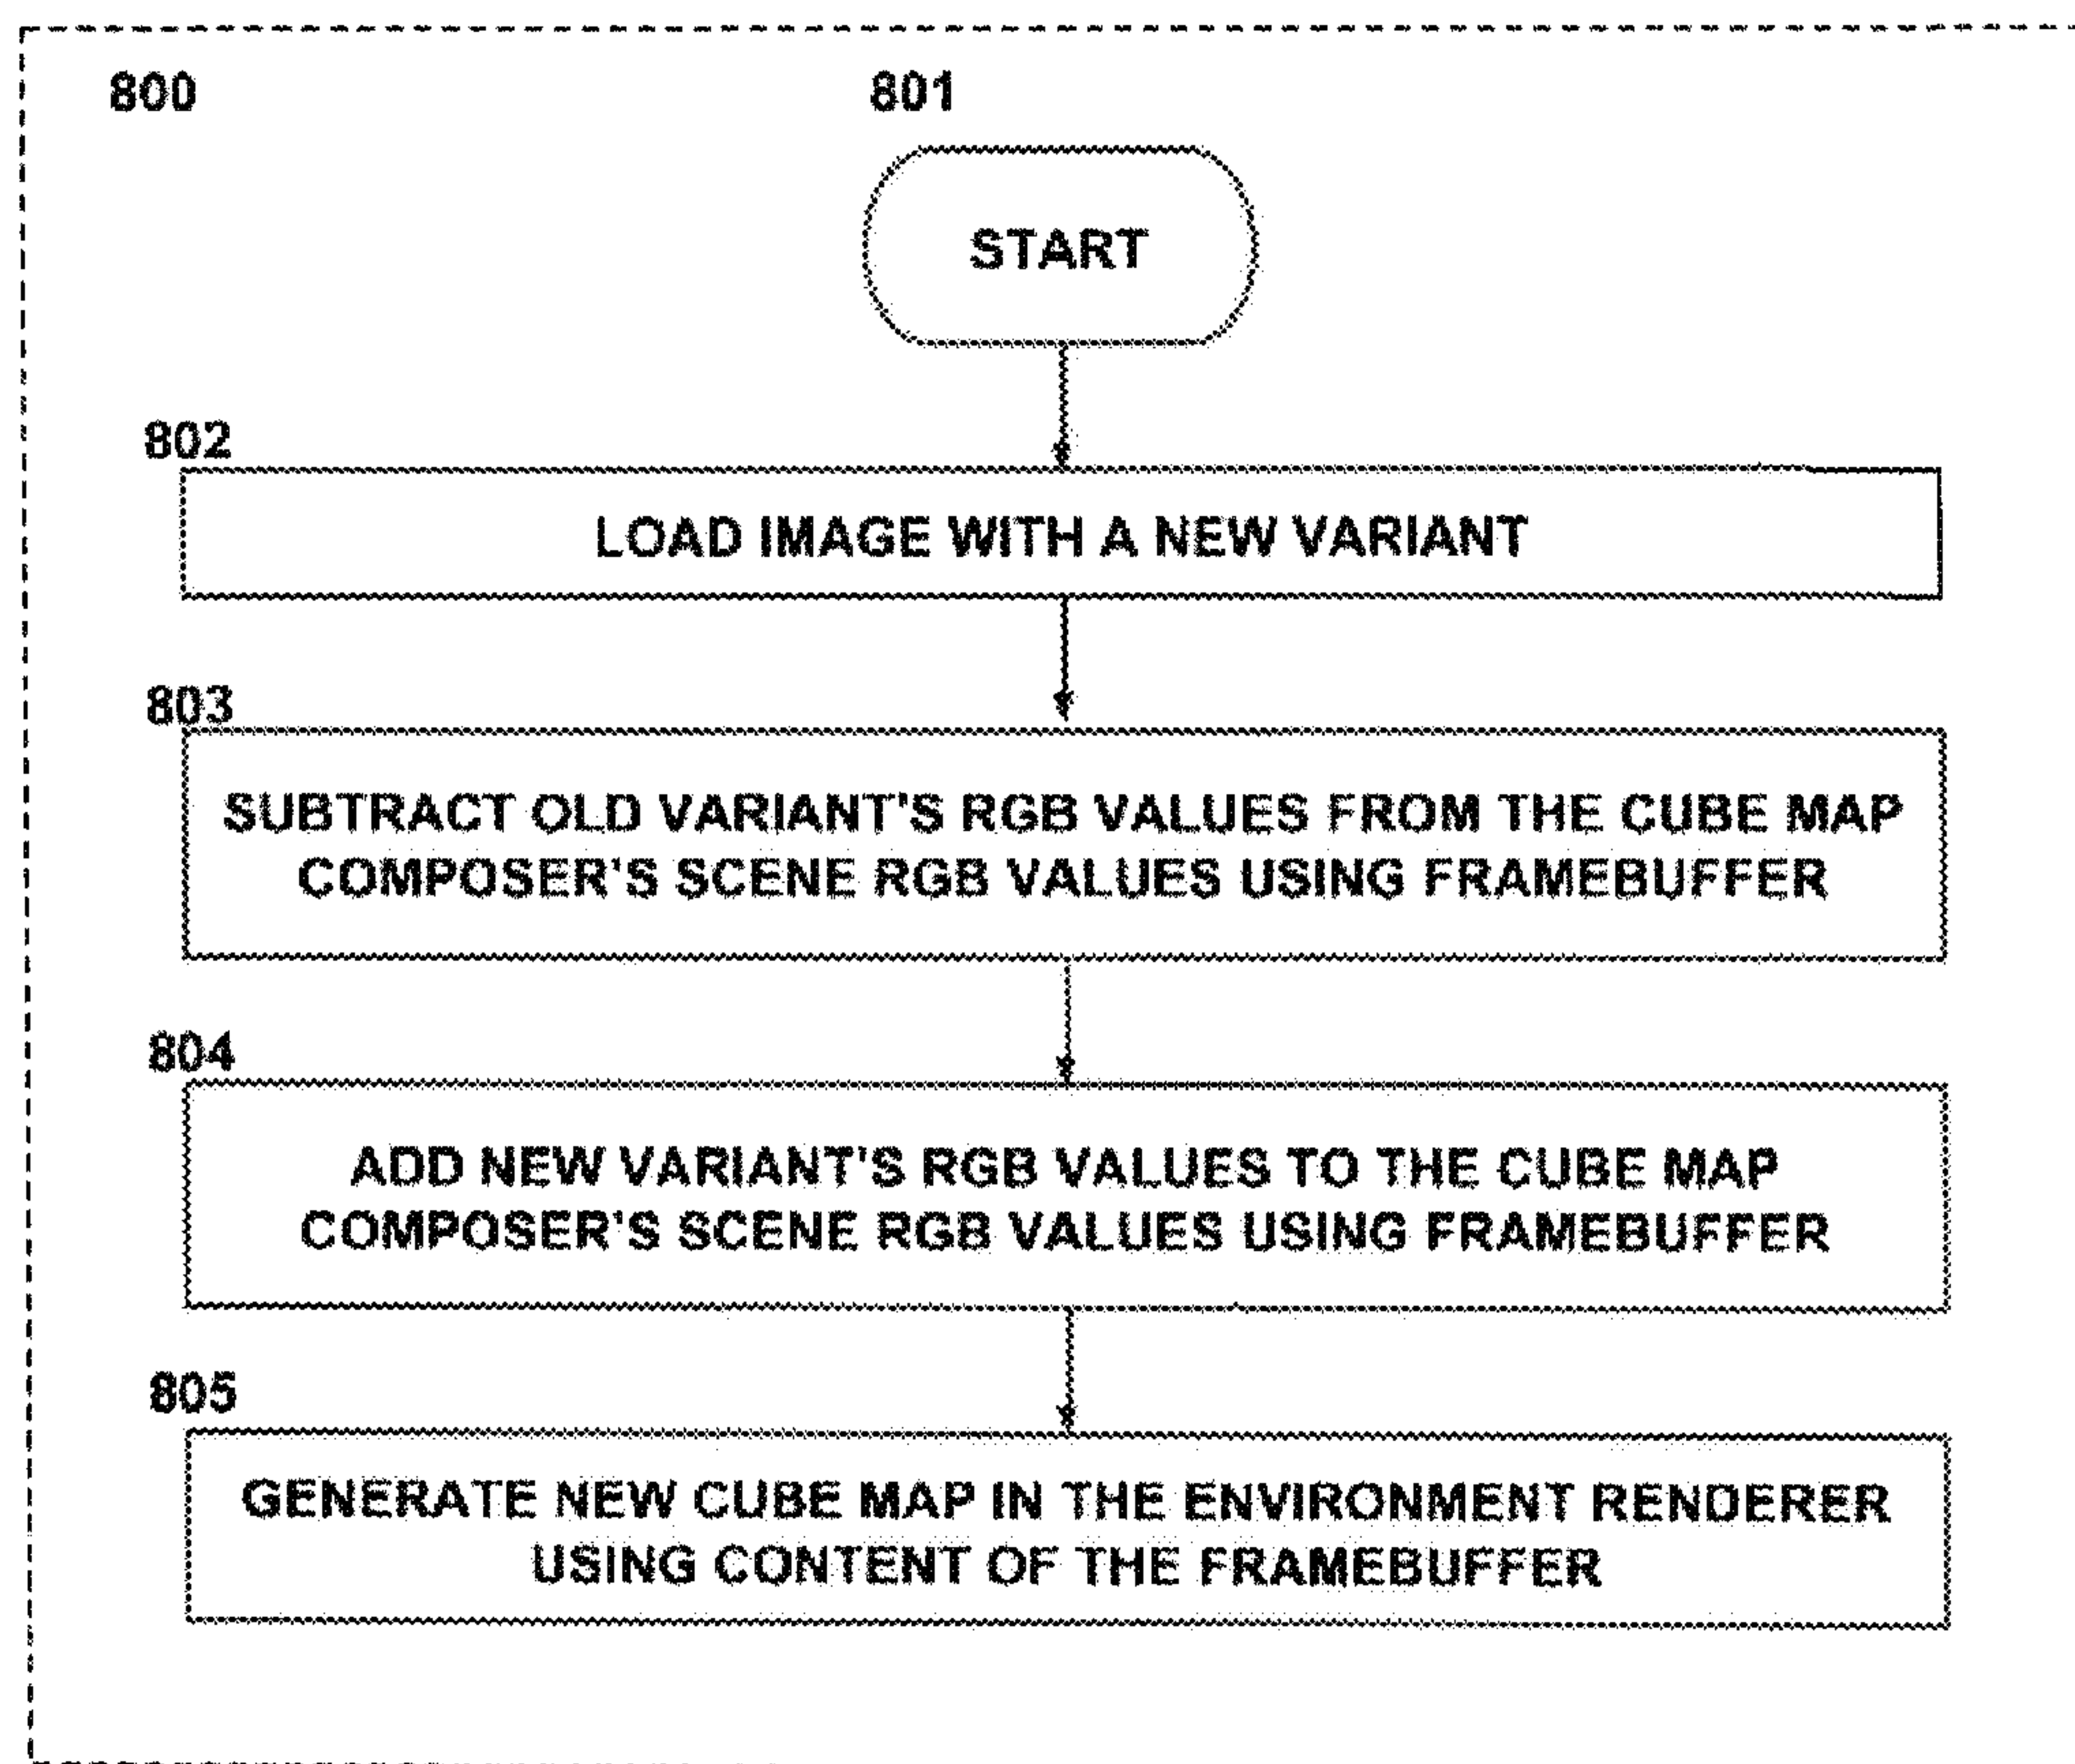 800
801
START
802
LOAD IMAGE WITH A NEW VARIANT
803
SUBTRACT OLD VARIANT'S RGB VALUES FROM THE CUBE MAP
COMPOSER'S SCENE RGB VALUES USING FRAMEBUFFER
804
ADD NEW VARIANT'S RGB VALUES TO THE CUBE MAP
COMPOSER'S SCENE RGB VALUES USING FRAMEBUFFER
805
GENERATE NEW CUBE MAP IN THE ENVIRONMENT RENDERER
USING CONTENT OF THE FRAMEBUFFER